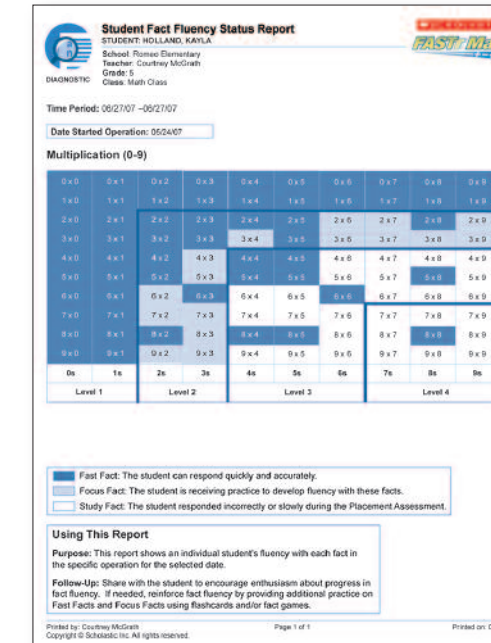 Student Fact Fluency Status Report
STUDENT: HOLLAND, KAYLA
School: Romeo Elementary
Teacher: Courtney McGrath
Grade: 5
Class: Math Class
DIAGNOSTIC
FASTT Ma
Time Period: 06/27/07 –06/27/07
Date Started Operation: 05/24/07
Multiplication (0-9)
0 x 0 0 x 1 0 x 2 0 x 3 0 x 4 0 x 5 0 x 6 0 x 7 0 x 8 0 x 9
1 x 0 1 x 1 1 x 2 1 x 3 1 x 4 1 x 5 1 x 6 1 x 7 1 x 8 1 x 9
2 x 0 2 x 1 2 x 2 2 x 3 2 x 4 2 x 5 2 x 6 2 x 7 2 x 8 2 x 9
3 x 0 3 x 1 3 x 2 3 x 3 3 x 4 3 x 5 3 x 6 3 x 7 3 x 8 3 x 9
4 x 0 4 x 1 4 x 2 4 x 3 4 x 4 4 x 5 4 x 6 4 x 7 4 x 8 4 x 9
5 x 0 5 x 1 5 x 2 5 x 3 5 x 4 5 x 5 5 x 6 5 x 7 5 x 8 5 x 9
6 x 0 6 x 1 6 x 2 6 x 3 6 x 4 6 x 5 6 x 6 6 x 7 6 x 8 6 x 9
7 x 0 7 x 1 7 x 2 7 x 3 7 x 4 7 x 5 7 x 6 7 x 7 7 x 8 7 x 9
8 x 0 8 x 1 8 x 2 8 x 3 8 x 4 8 x 5 8 x 6 8 x 7 8 x 8 8 x 9
9 x 0 9 x 1 9 x 2 9 x 3 9 x 4 9 x 5 9 x 6 9 x 7 9 x 8 9 x 9
0s 1s 2s 3s 4s 5s 6s 7s 8s 9s
Level 1 Level 2 Level 3 Level 4
Fast Fact: The student can respond quickly and accurately.
Focus Fact: The student is receiving practice to develop fluency with these facts.
Study Fact: The student responded incorrectly or slowly during the Placement Assessment.
Using This Report
Purpose: This report shows an individual student's fluency with each fact in
the specific operation for the selected date.
Follow-Up: Share with the student to encourage enthusiasm about progress in
fact fluency. If needed, reinforce fact fluency by providing additional practice on
Fast Facts and Focus Facts using flashcards and/or fact games.
Printed by: Courtney McGrath Page 1 of 1 Printed on:
Copyright © Scholastic Inc. All rights reserved.